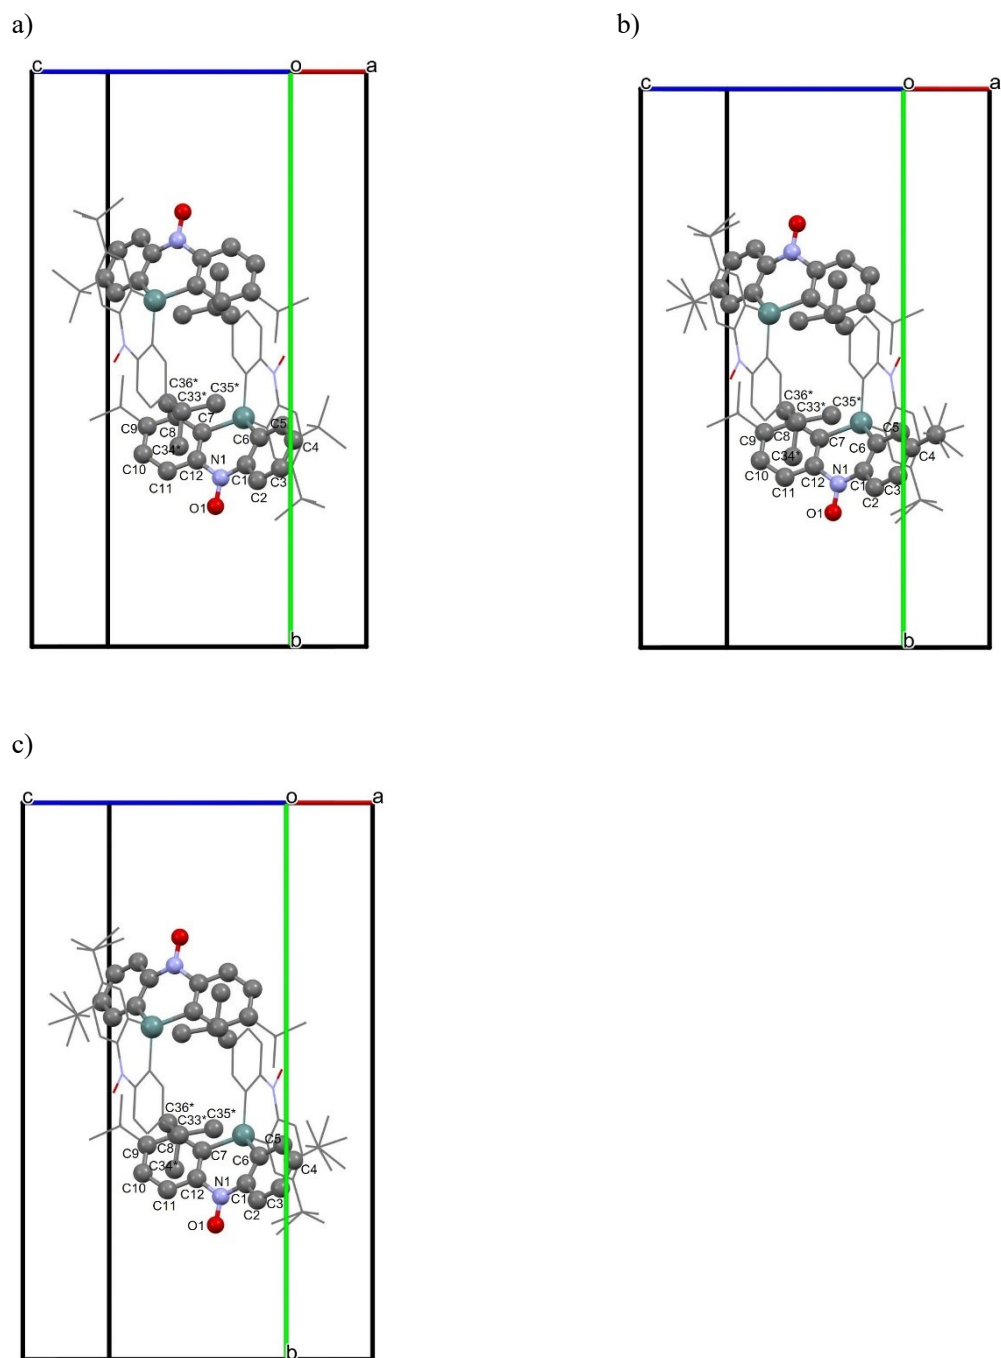 a)
c o a
C36*
C33* C35*
C9 C7
C8
C5
C6 C4
C34*
C10 N1
C12 C1 C3
C11
C2
O1
b
b)
c o a
C36*
C33* C35*
C5
C9 C8 C7
C6 C4
C34*
C10 N1
C12 C1
C11 C3
C2
O1
b
c)
c o a
C36*
C33* C35*
C5
C8
C9 C7 C6
C4
C34*
C10 N1
C12 C1 C3
C11
C2
O1
b